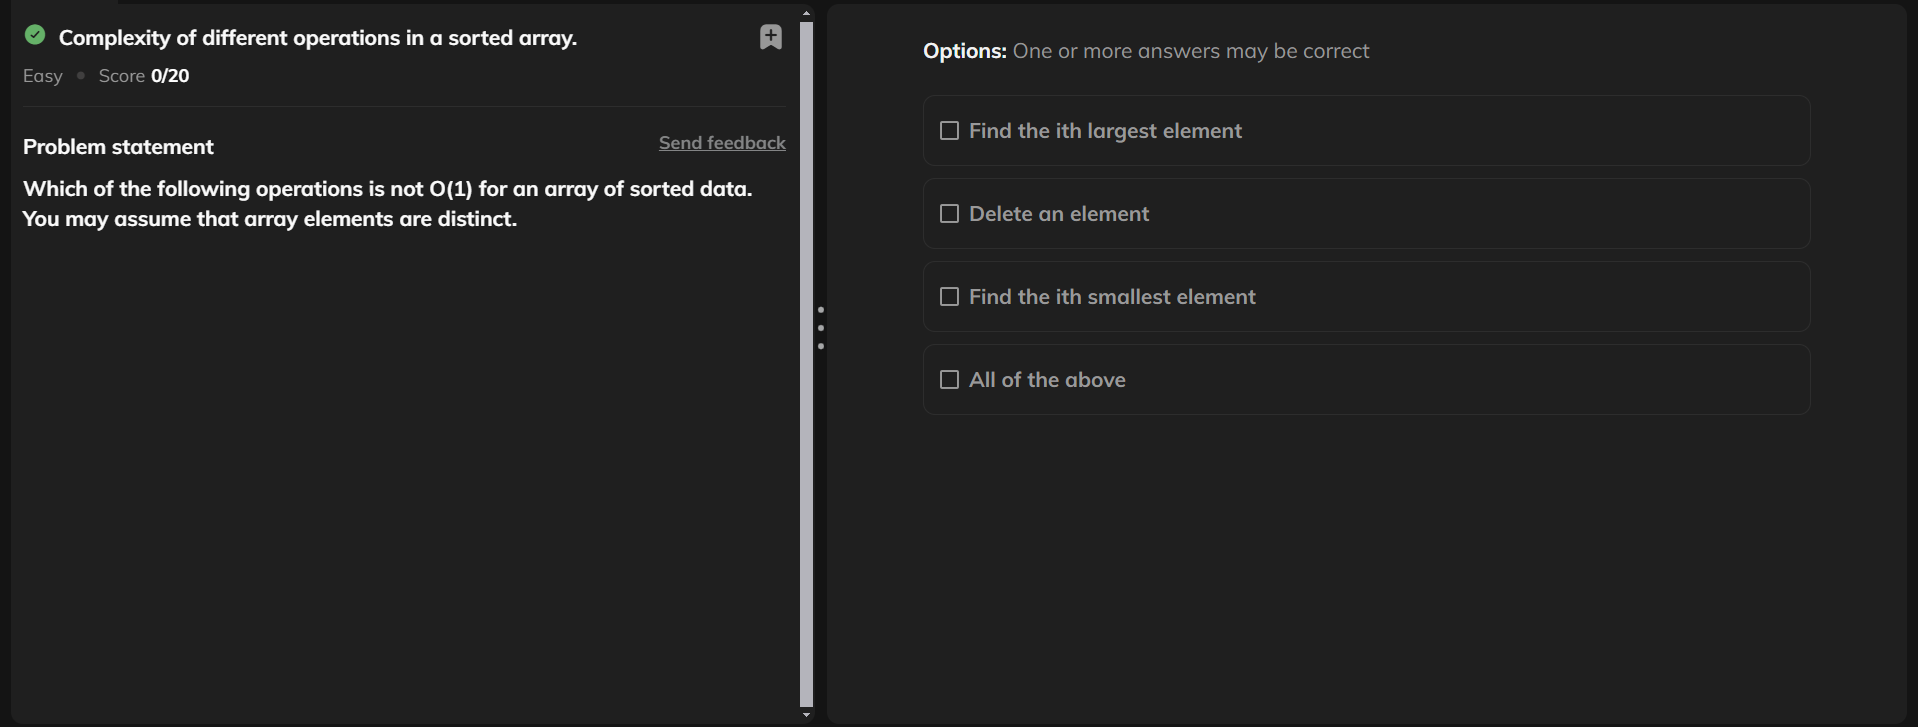 Complexity of different operations in a sorted array.
Easy • Score 0/20
Problem statement
Send feedback
Which of the following operations is not O(1) for an array of sorted data.
You may assume that array elements are distinct.
Options: One or more answers may be correct
Find the ith largest element
Delete an element
Find the ith smallest element
All of the above